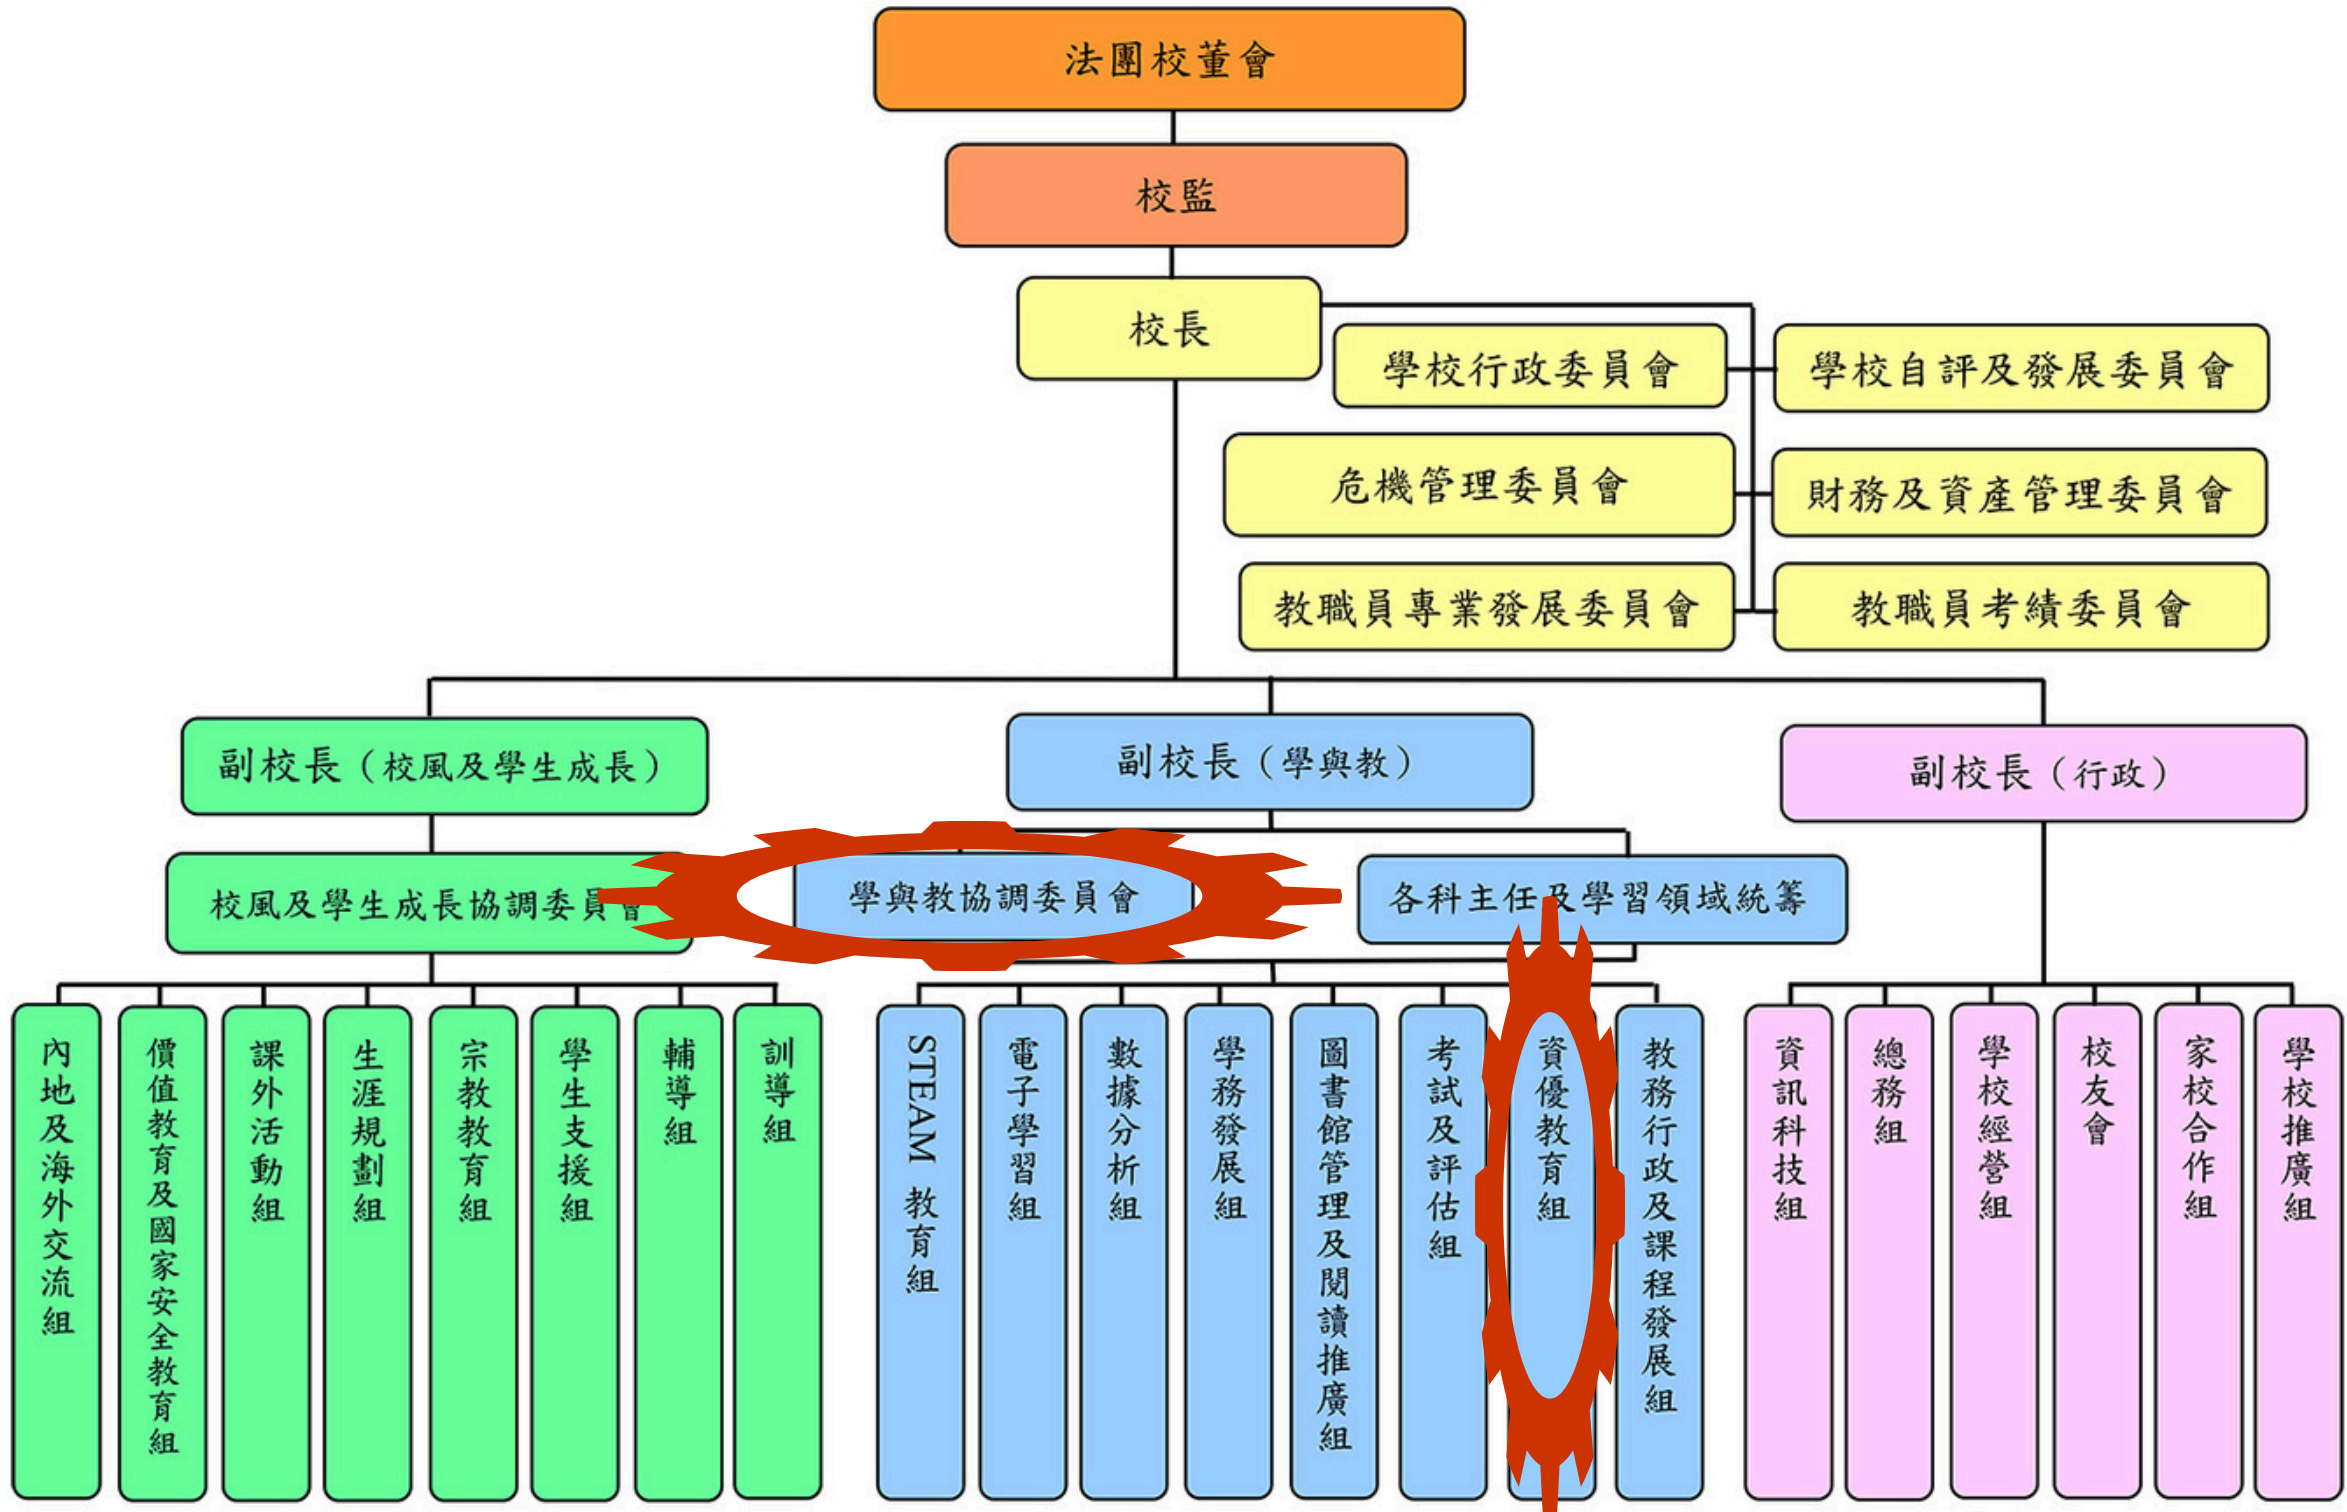 法團校董會
校監
校長
學校行政委員會
學校自評及發展委員會
危機管理委員會
財務及資產管理委員會
教職員專業發展委員會
教職員考績委員會
副校長（校風及學生成長）
副校長（學與教）
副校長（行政）
校風及學生成長協調委員會
學與教協調委員會
各科主任及學習領域統籌
內地及海外交流組
價值教育及國家安全教育組
課外活動組
生涯規劃組
宗教教育組
學生支援組
輔導組
訓導組
STEAM 教育組
電子學習組
數據分析組
學務發展組
圖書館管理及閱讀推廣組
考試及評估組
資優教育組
教務行政及課程發展組
資訊科技組
總務組
學校經營組
校友會
家校合作組
學校推廣組